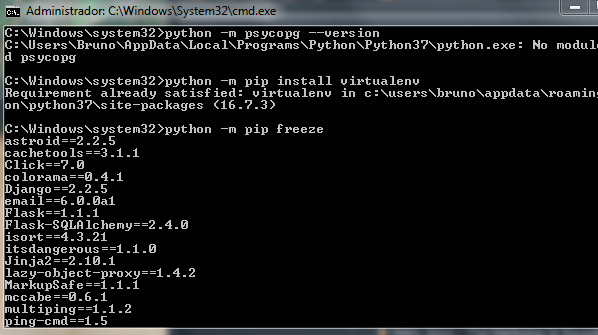 Administrador: C:\Windows\System32\cmd.exe
C:\Windows\system32>python -m psycopg --version
C:\Users\Bruno\AppData\Local\Programs\Python\Python37\python.exe: No module
d psycopg
C:\Windows\system32>python -m pip install virtualenv
Requirement already satisfied: virtualenv in c:\users\bruno\appdata\roaming
on\python37\site-packages (16.7.3)
C:\Windows\system32>python -m pip freeze
astroid==2.2.5
cachetools==3.1.1
Click==7.0
colorama==0.4.1
Django==2.2.5
email==6.0.0a1
Flask==1.1.1
Flask-SQLAlchemy==2.4.0
isort==4.3.21
itsdangerous==1.1.0
Jinja2==2.10.1
lazy-object-proxy==1.4.2
MarkupSafe==1.1.1
mccabe==0.6.1
multiping==1.1.2
ping-cmd==1.5